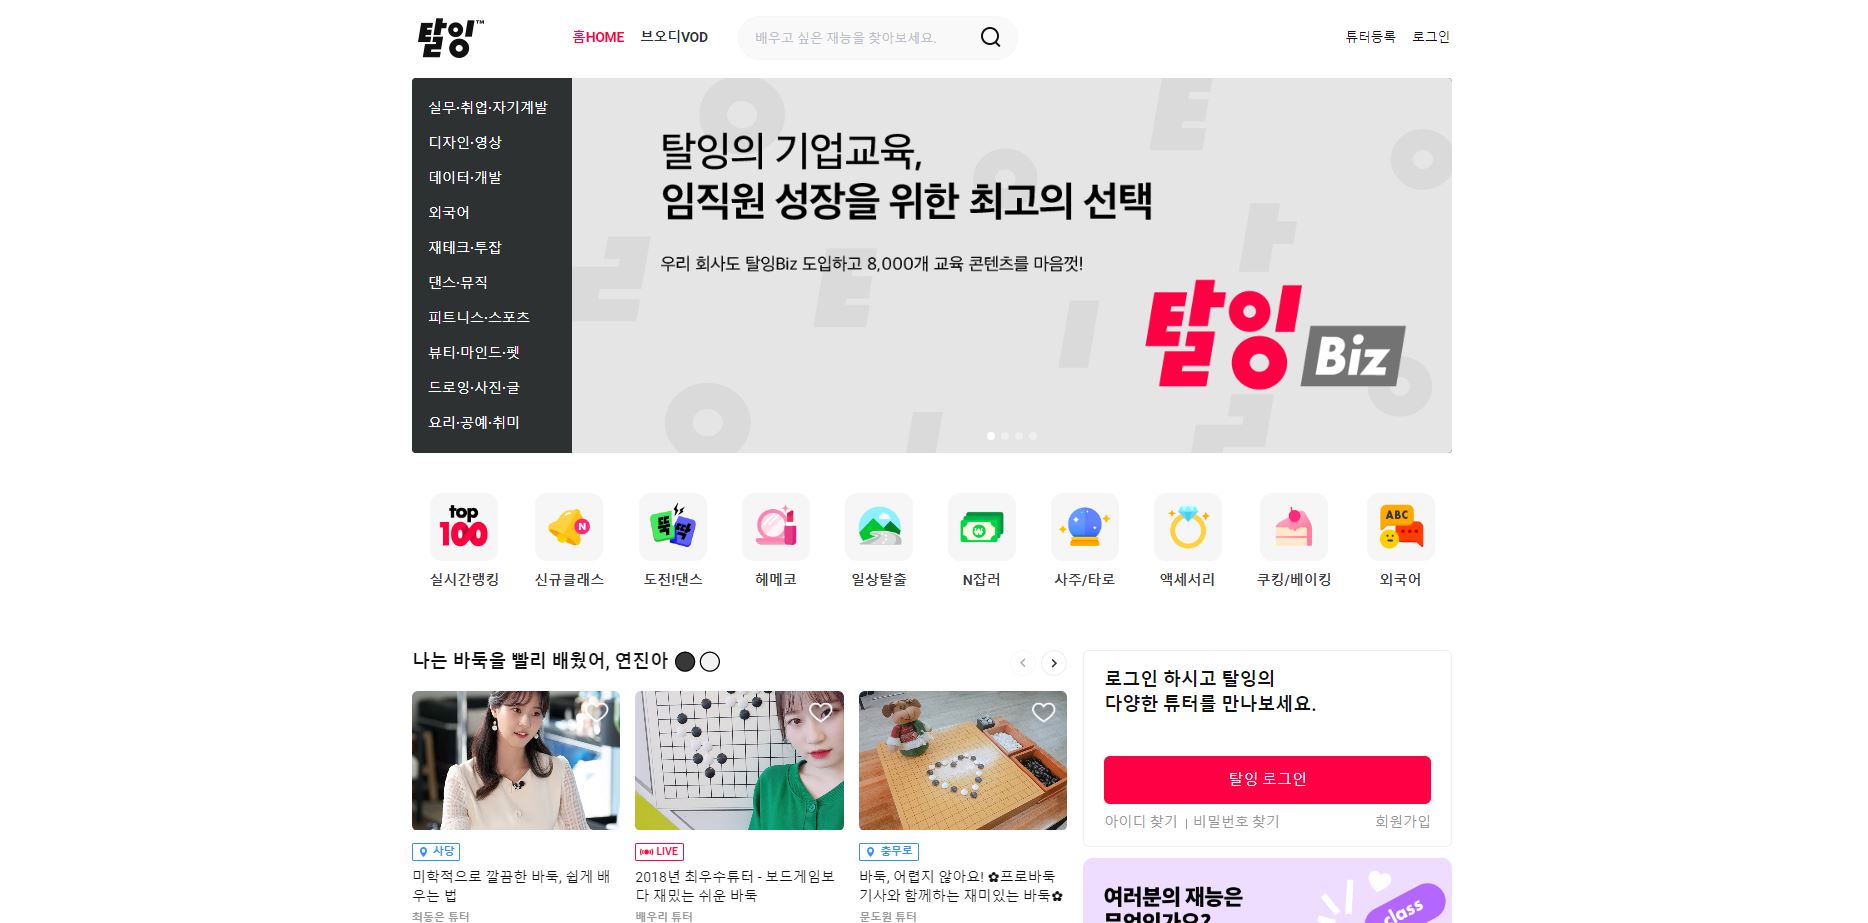 탈잉™
홈HOME
브오디VOD
배우고 싶은 재능을 찾아보세요.
튜터등록
로그인
실무·취업·자기계발
디자인·영상
데이터·개발
외국어
재테크·투잡
댄스·뮤직
피트니스·스포츠
뷰티·마인드·펫
드로잉·사진·글
요리·공예·취미
탈잉의 기업교육,
임직원 성장을 위한 최고의 선택
우리 회사도 탈잉Biz 도입하고 8,000개 교육 콘텐츠를 마음껏!
탈잉 Biz
top
100
N
뚝딱
ABC
실시간랭킹
신규클래스
도전!댄스
헤메코
일상탈출
N잡러
사주/타로
액세서리
쿠킹/베이킹
외국어
나는 바둑을 빨리 배웠어, 연진아
사당
미학적으로 깔끔한 바둑, 쉽게 배
우는 법
최동은 튜터
LIVE
2018년 최우수튜터 - 보드게임보
다 재밌는 쉬운 바둑
배우리 튜터
충무로
바둑, 어렵지 않아요! ✿프로바둑
기사와 함께하는 재미있는 바둑✿
문도원 튜터
로그인 하시고 탈잉의
다양한 튜터를 만나보세요.
탈잉 로그인
아이디 찾기 | 비밀번호 찾기
회원가입
여러분의 재능은
무엇인가요?
class